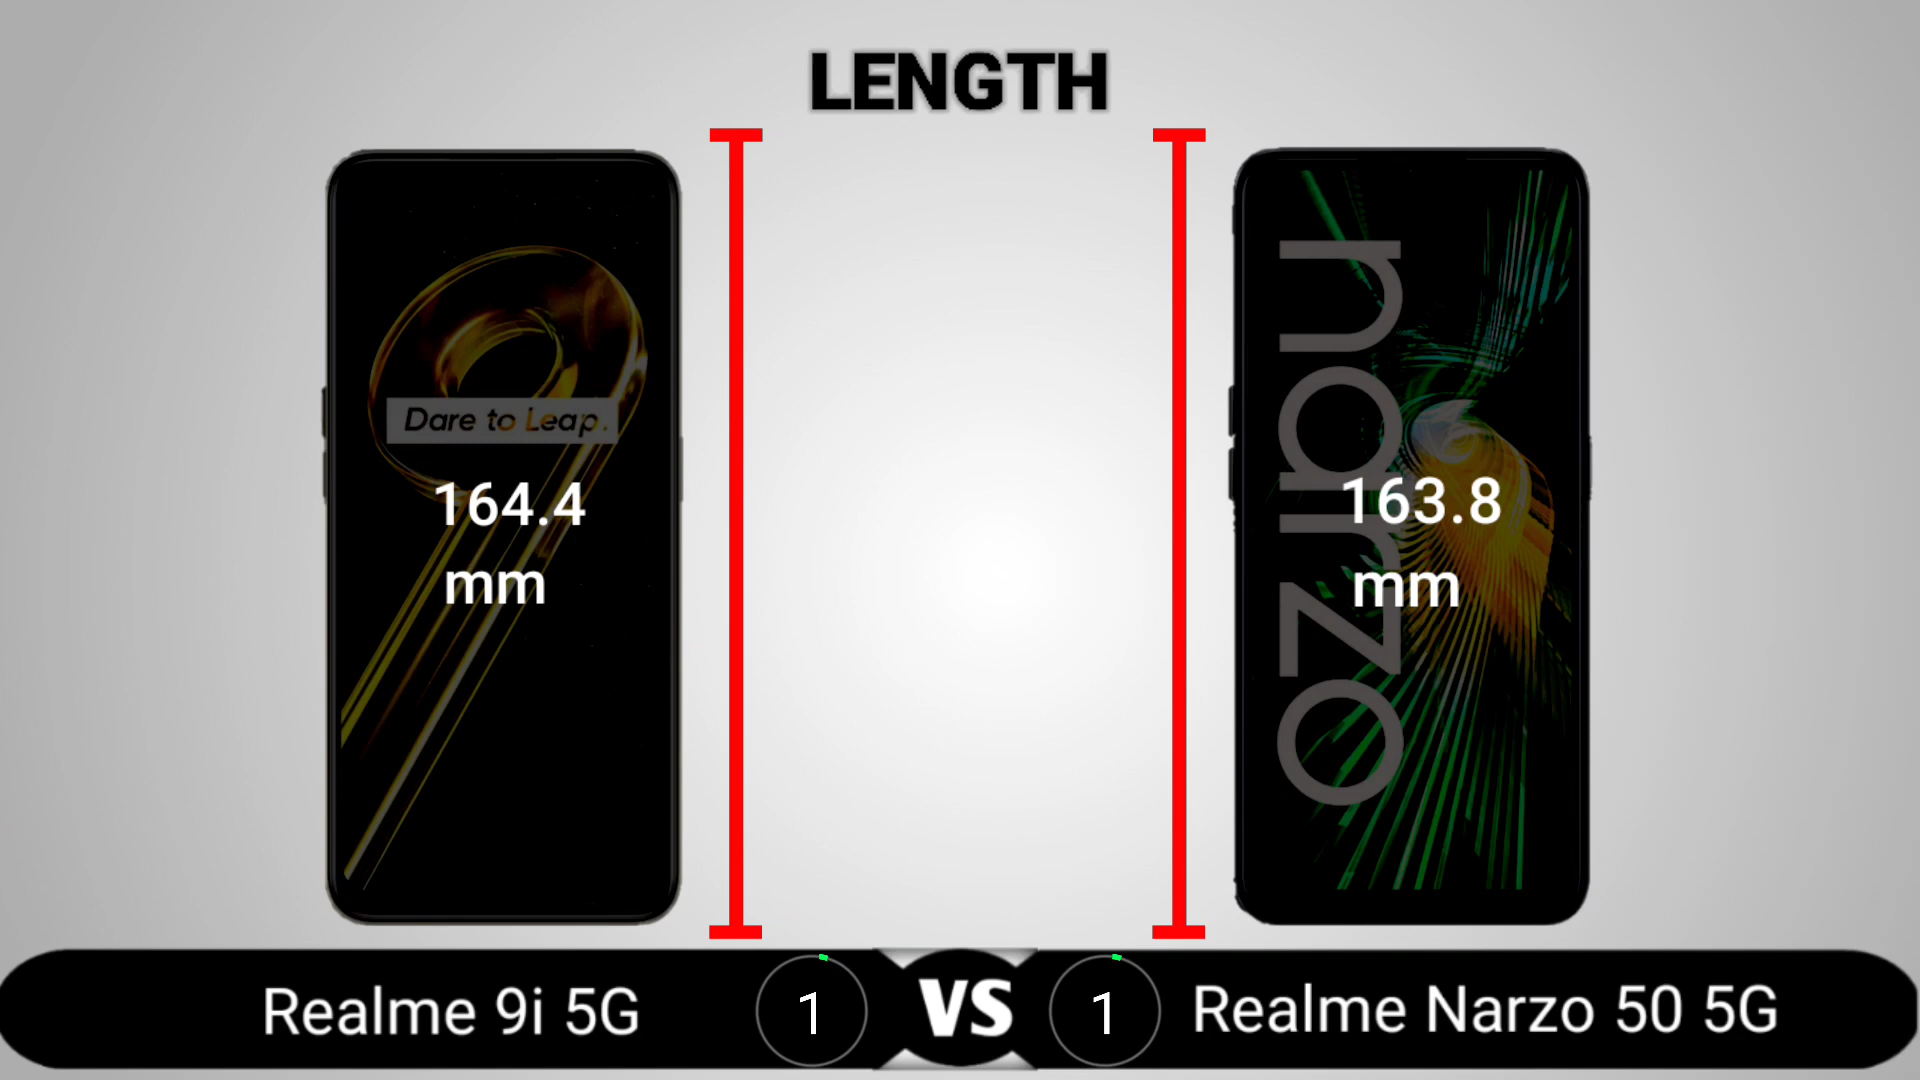 LENGTH
Dare to Leap.
164.4
mm
narzo
163.8
mm
Realme 9i 5G
1
VS
1
Realme Narzo 50 5G